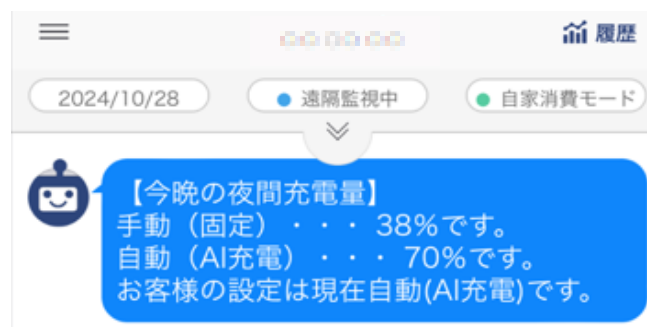 履歴
2024/10/28
遠隔監視中
自家消費モード
【今晩の夜間充電量】
手動（固定）・・・ 38%です。
自動（AI充電）・・・ 70%です。
お客様の設定は現在自動(AI充電)です。